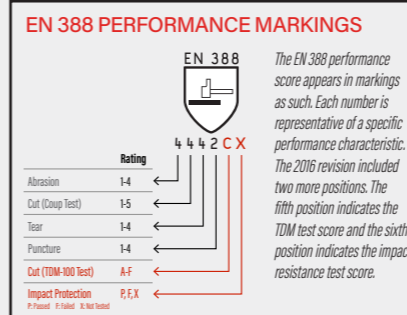 EN 388 PERFORMANCE MARKINGS
EN 388
4 4 4 2 C X
Rating
Abrasion 1-4
Cut (Coup Test) 1-5
Tear 1-4
Puncture 1-4
Cut (TDM-100 Test) A-F
Impact Protection P, F, X
P: Passed F: Failed X: Not Tested
The EN 388 performance
score appears in markings
as such. Each number is
representative of a specific
performance characteristic.
The 2016 revision included
two more positions. The
fifth position indicates the
TDM test score and the sixth
position indicates the impact
resistance test score.